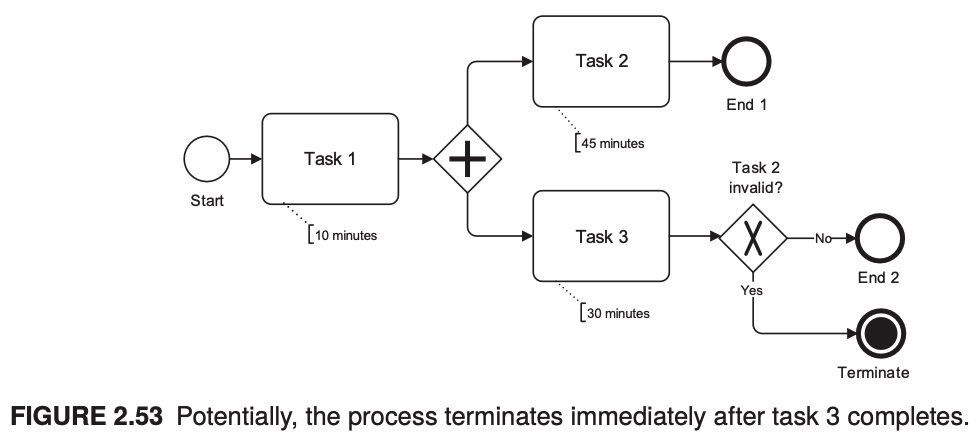 Task 2
End 1
45 minutes
Task 1
Start
10 minutes
Task 2
invalid?
Task 3
No
End 2
Yes
30 minutes
Terminate
FIGURE 2.53 Potentially, the process terminates immediately after task 3 completes.